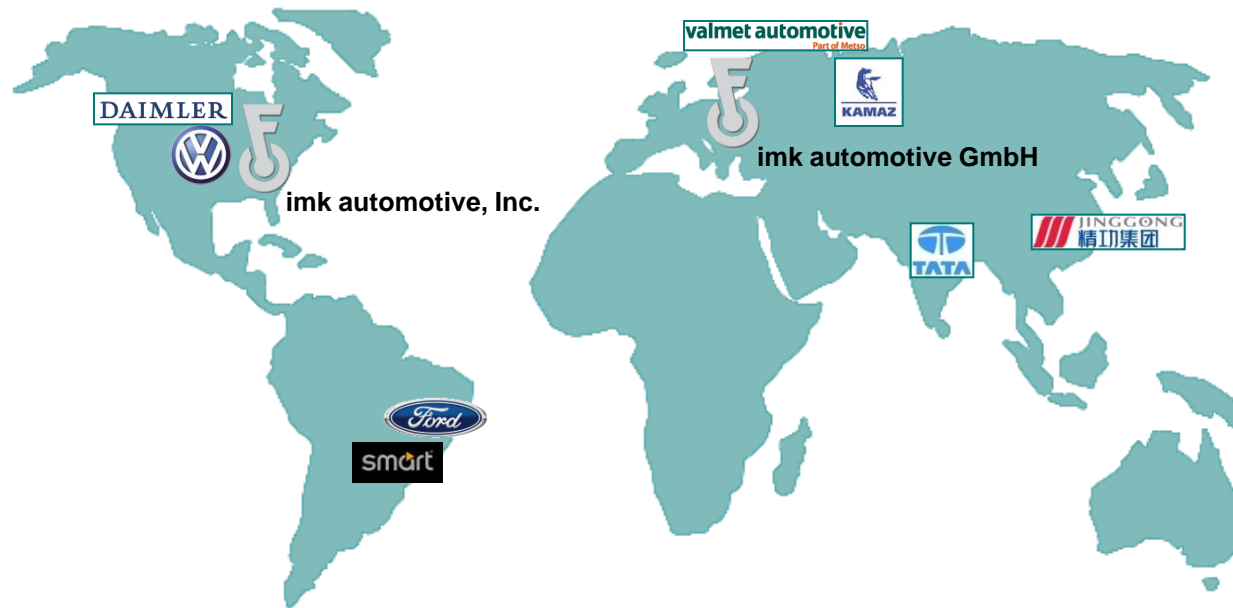 valmet automotive
Part of Metso
DAIMLER
KAMAZ
imk automotive GmbH
imk automotive, Inc.
JINGGONG
精功集团
TATA
Ford
smart